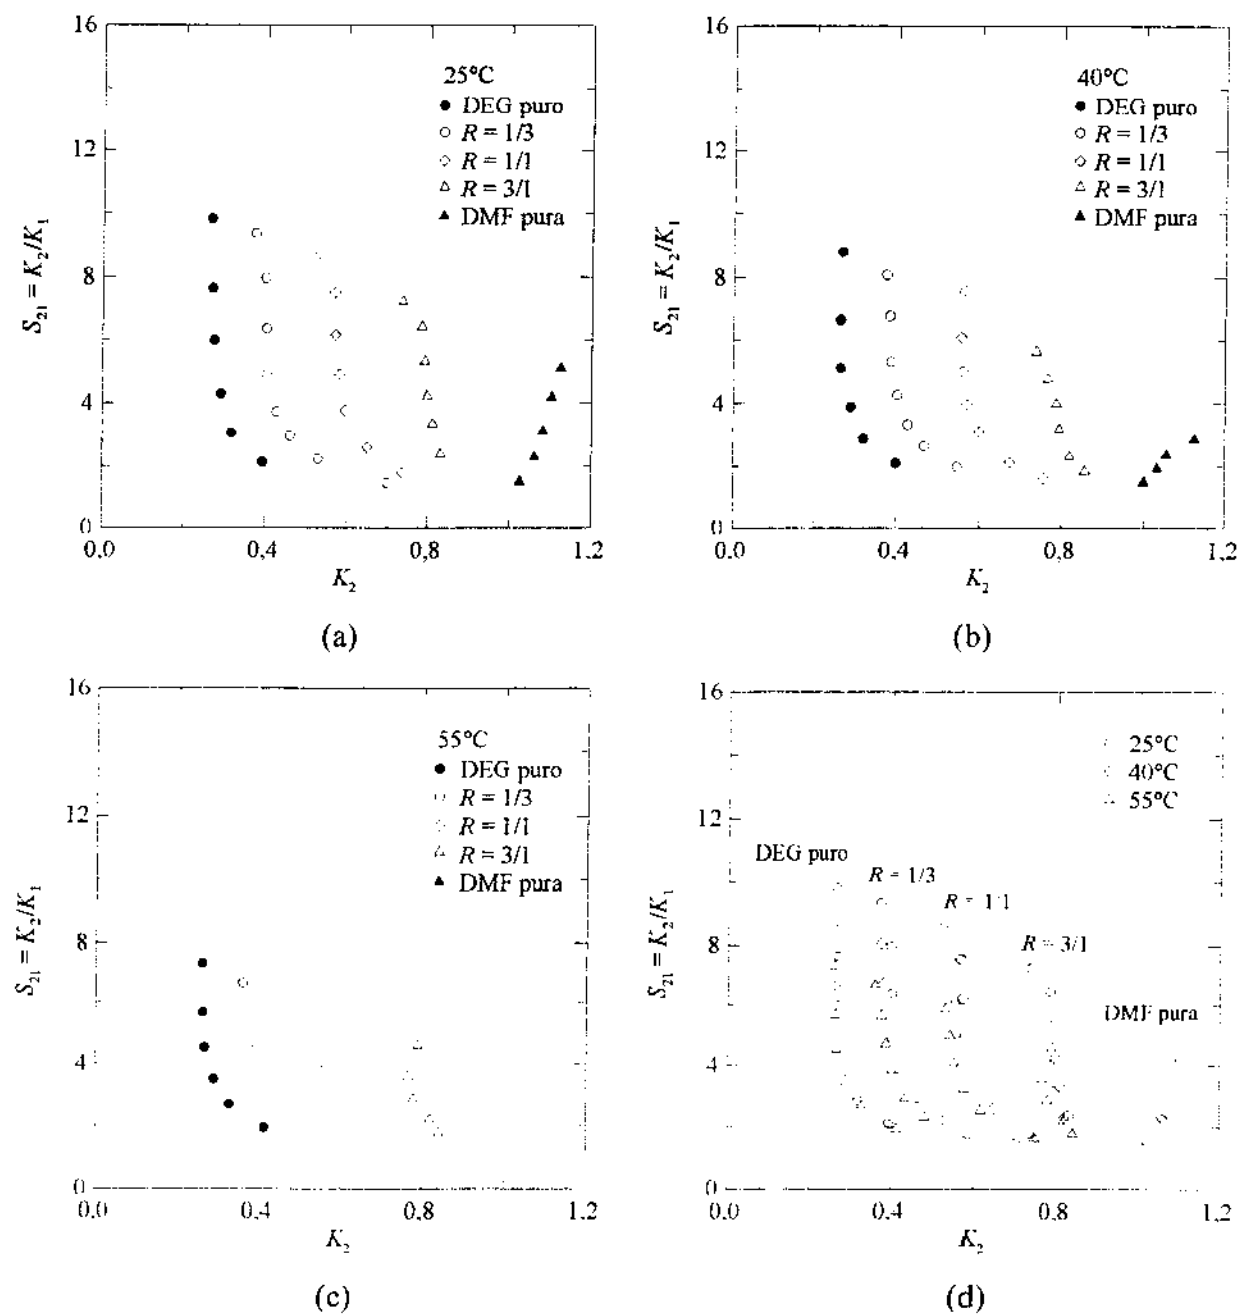 16
12
8
4
0
0.0
0,4
0,8
1,2
S21 = K2/K1
K2
25°C
● DEG puro
○ R = 1/3
◇ R = 1/1
△ R = 3/1
▲ DMF pura
(a)
16
12
8
4
0
0.0
0.4
0.8
1,2
S21 = K2/K1
K2
40°C
● DEG puro
○ R = 1/3
◇ R = 1/1
△ R = 3/1
▲ DMF pura
(b)
16
12
8
4
0
0.0
0.4
0.8
1,2
S21 = K2/K1
K2
55°C
● DEG puro
○ R = 1/3
◇ R = 1/1
△ R = 3/1
▲ DMF pura
(c)
16
12
8
4
0
0.0
0.4
0.8
1.2
S21 = K2/K1
K2
25°C
40°C
△ 55°C
DEG puro
R = 1/3
R = 1/1
R = 3/1
DMF pura
(d)